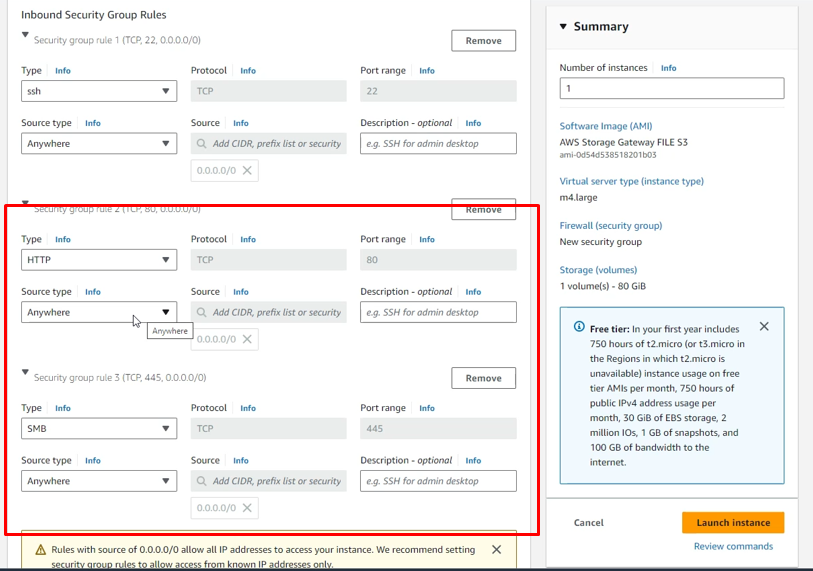 Inbound Security Group Rules
Security group rule 1 (TCP, 22, 0.0.0.0/0)
Remove
Type Info
Protocol Info
Port range Info
ssh
TCP
22
Source type Info
Source Info
Description - optional Info
Anywhere
Add CIDR, prefix list or security
e.g. SSH for admin desktop
0.0.0.0/0
Security group rule 2 (TCP, 80, 0.0.0.0/0)
Remove
Type Info
Protocol Info
Port range Info
HTTP
TCP
80
Source type Info
Source Info
Description - optional Info
Anywhere
Add CIDR, prefix list or security
e.g. SSH for admin desktop
Anywhere
0.0.0.0/0
Security group rule 3 (TCP, 445, 0.0.0.0/0)
Remove
Type Info
Protocol Info
Port range Info
SMB
TCP
445
Source type Info
Source Info
Description - optional Info
Anywhere
Add CIDR, prefix list or security
e.g. SSH for admin desktop
0.0.0.0/0
Rules with source of 0.0.0.0/0 allow all IP addresses to access your instance. We recommend setting
security group rules to allow access from known IP addresses only.
Summary
Number of instances Info
1
Software Image (AMI)
AWS Storage Gateway FILE S3
ami-0d54d538518201b03
Virtual server type (instance type)
m4.large
Firewall (security group)
New security group
Storage (volumes)
1 volume(s) - 80 GiB
Free tier: In your first year includes
750 hours of t2.micro (or t3.micro in
the Regions in which t2.micro is
unavailable) instance usage on free
tier AMIs per month, 750 hours of
public IPv4 address usage per
month, 30 GiB of EBS storage, 2
million IOs, 1 GB of snapshots, and
100 GB of bandwidth to the
internet.
Cancel
Launch instance
Review commands